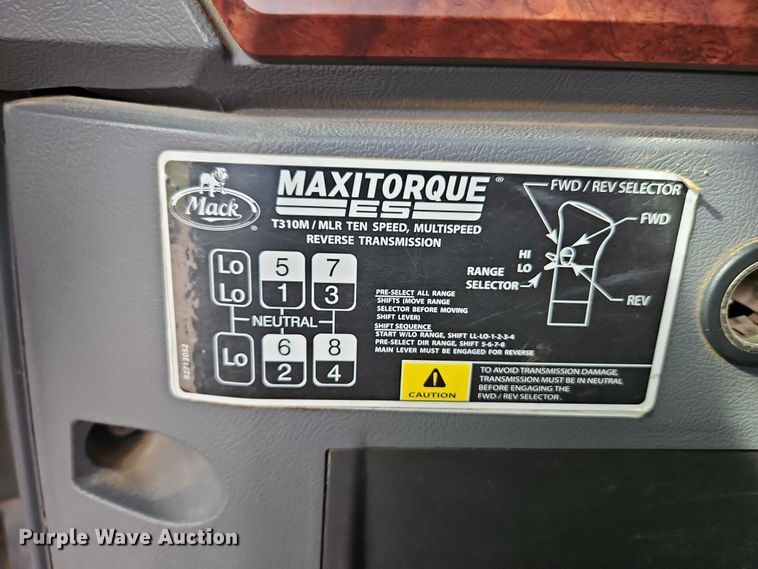 Mack
MAXITORQUE®
ES
T310M / MLR TEN SPEED, MULTISPEED
REVERSE TRANSMISSION
FWD / REV SELECTOR
FWD
HI
LO
RANGE
SELECTOR
REV
Lo 5 7
Lo 1 3
NEUTRAL
Lo 6 8
2 4
PRE-SELECT ALL RANGE
SHIFTS (MOVE RANGE
SELECTOR BEFORE MOVING
SHIFT LEVER)
SHIFT SEQUENCE
START W/LO RANGE, SHIFT LL-LO-1-2-3-4
PRE-SELECT DIR RANGE, SHIFT 5-6-7-8
MAIN LEVER MUST BE ENGAGED FOR REVERSE
CAUTION
TO AVOID TRANSMISSION DAMAGE,
TRANSMISSION MUST BE IN NEUTRAL
BEFORE ENGAGING THE
FWD / REV SELECTOR.
82713052
Purple Wave Auction